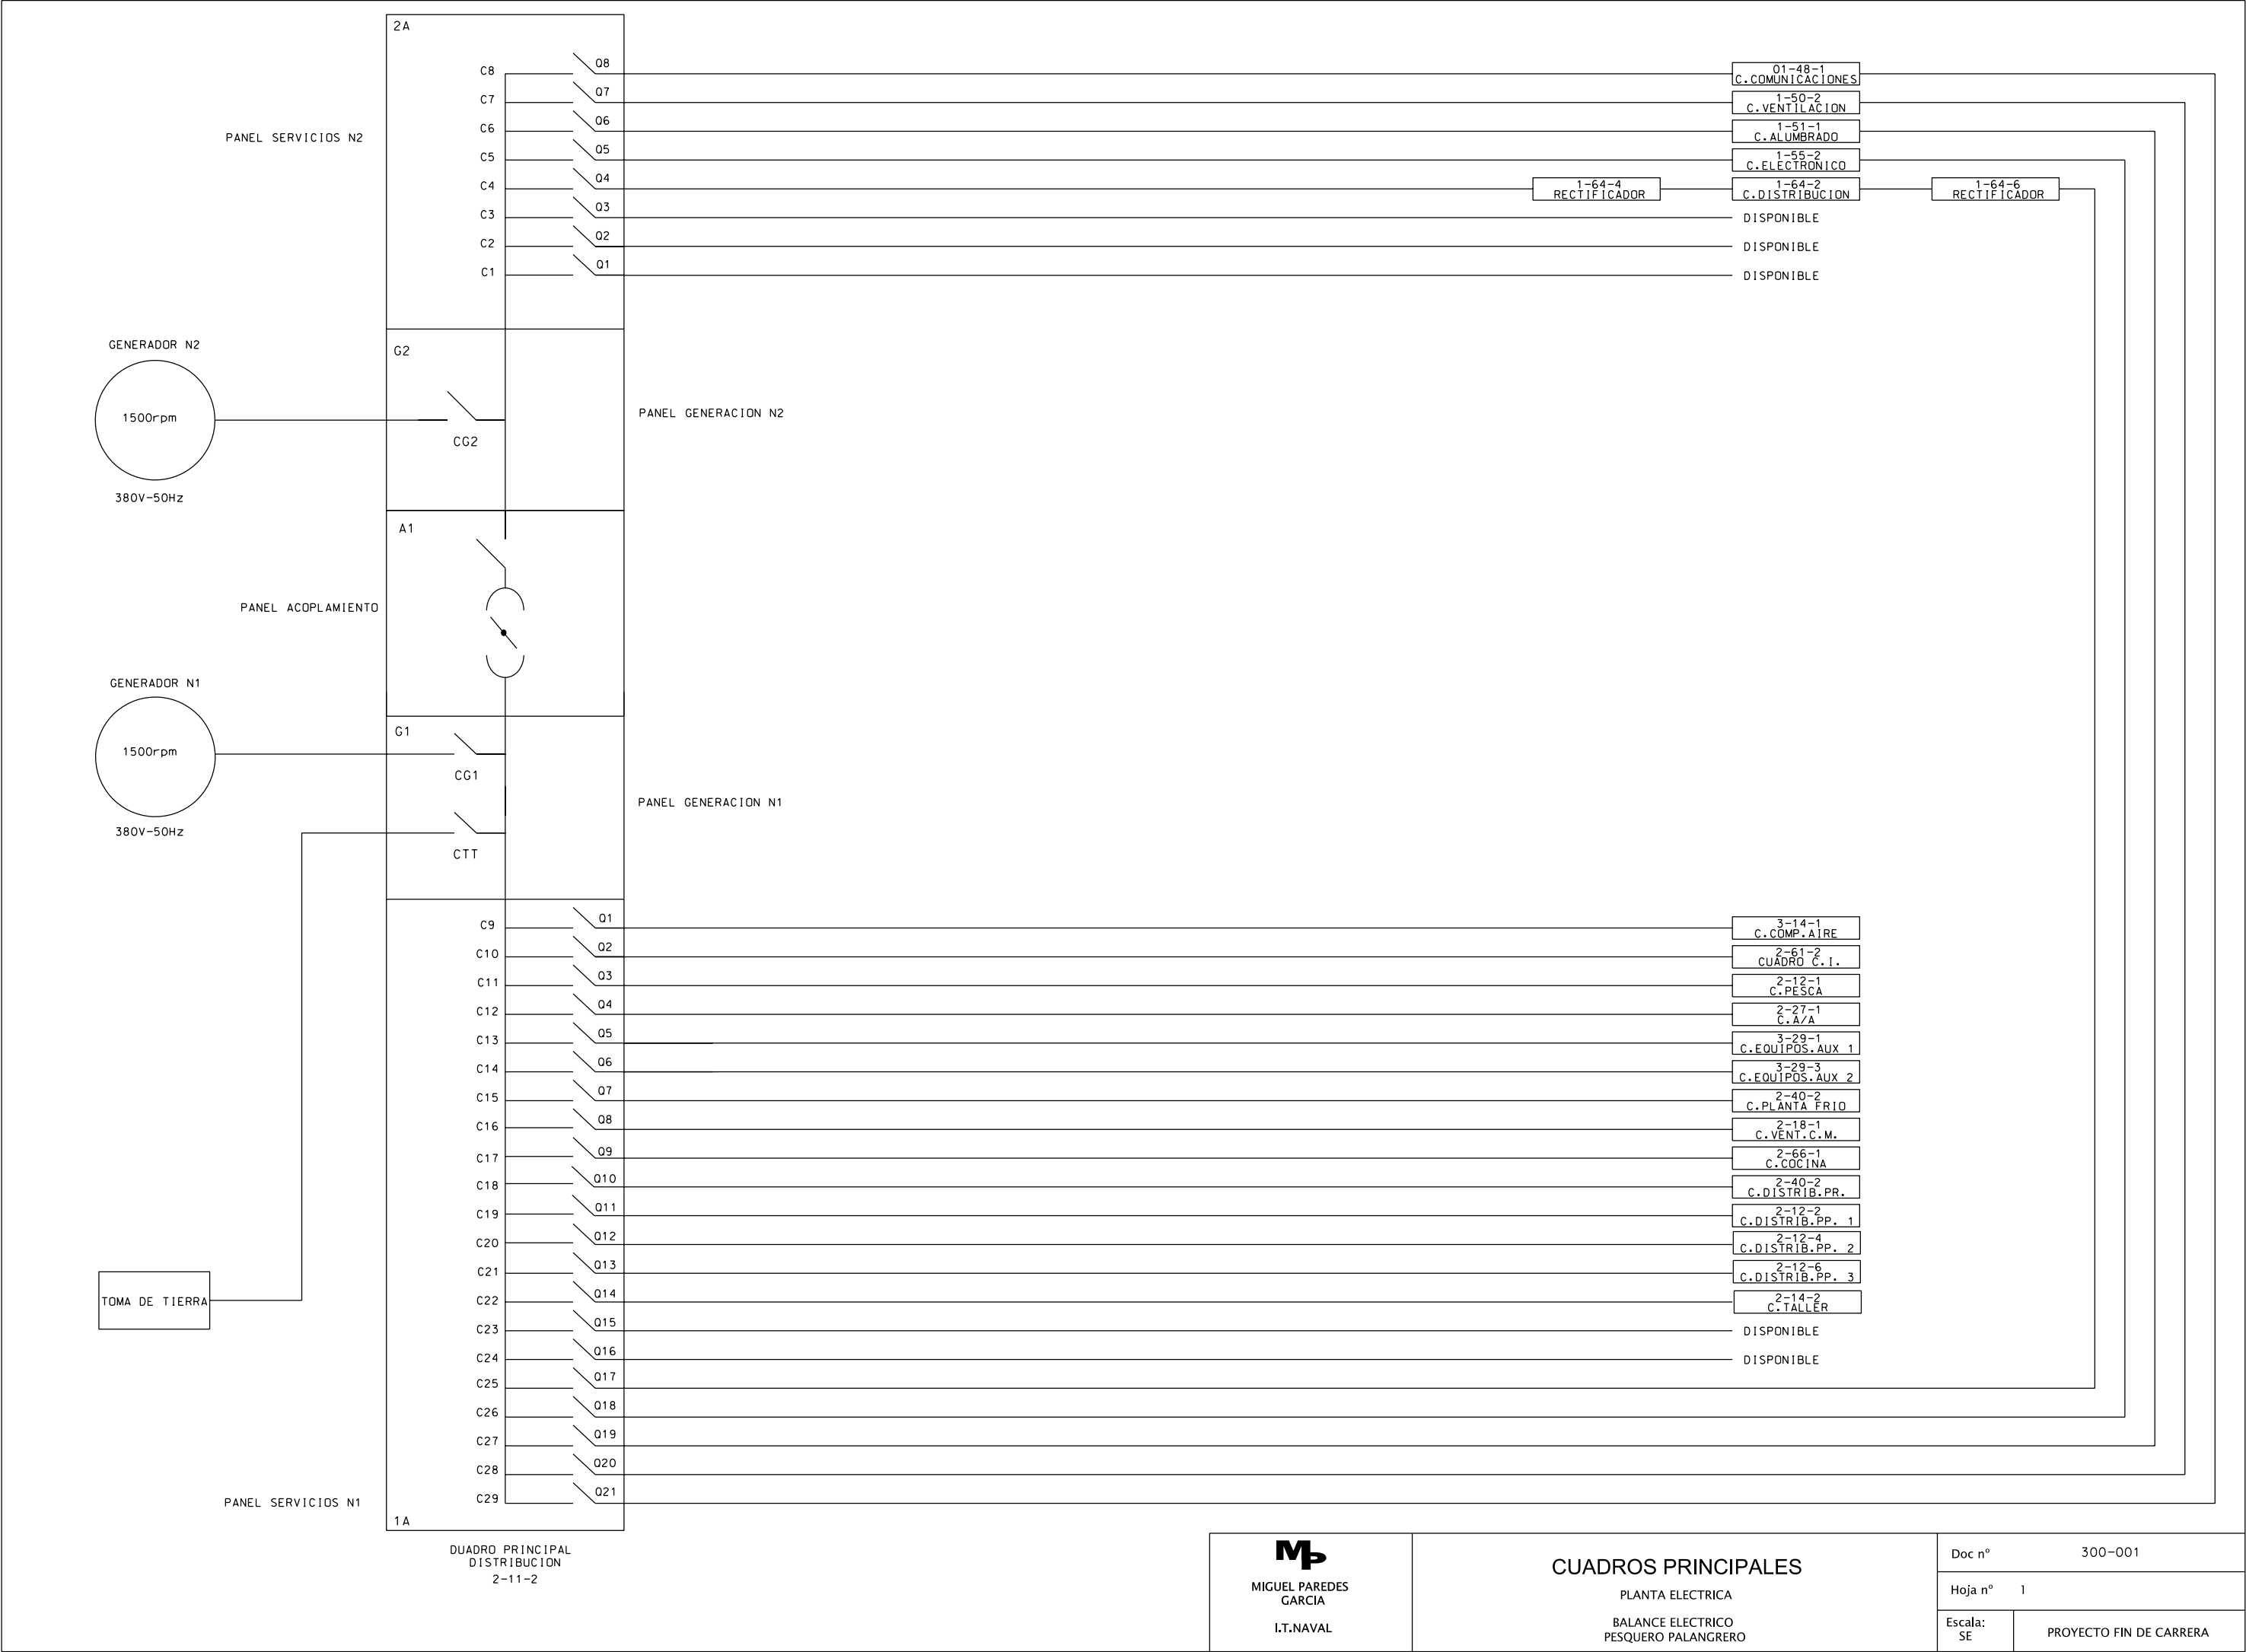 2A
C8
Q8
01-48-1
C.COMUNICACIONES
C7
Q7
1-50-2
C.VENTILACION
PANEL SERVICIOS N2
C6
Q6
1-51-1
C.ALUMBRADO
C5
Q5
1-55-2
C.ELECTRONICO
C4
Q4
1-64-4
RECTIFICADOR
1-64-2
C.DISTRIBUCION
1-64-6
RECTIFICADOR
C3
Q3
DISPONIBLE
C2
Q2
DISPONIBLE
C1
Q1
DISPONIBLE
GENERADOR N2
1500rpm
380V-50Hz
G2
CG2
PANEL GENERACION N2
A1
PANEL ACOPLAMIENTO
GENERADOR N1
1500rpm
380V-50Hz
G1
CG1
PANEL GENERACION N1
CTT
C9
Q1
3-14-1
C.COMP.AIRE
C10
Q2
2-61-2
CUADRO C.I.
C11
Q3
2-12-1
C.PESCA
C12
Q4
2-27-1
C.A/A
C13
Q5
3-29-1
C.EQUIPOS.AUX 1
C14
Q6
3-29-3
C.EQUIPOS.AUX 2
C15
Q7
2-40-2
C.PLANTA FRIO
C16
Q8
2-18-1
C.VENT.C.M.
C17
Q9
2-66-1
C.COCINA
C18
Q10
2-40-2
C.DISTRIB.PR.
C19
Q11
2-12-2
C.DISTRIB.PP. 1
C20
Q12
2-12-4
C.DISTRIB.PP. 2
C21
Q13
2-12-6
C.DISTRIB.PP. 3
TOMA DE TIERRA
C22
Q14
2-14-2
C.TALLER
C23
Q15
DISPONIBLE
C24
Q16
DISPONIBLE
C25
Q17
C26
Q18
C27
Q19
C28
Q20
C29
Q21
PANEL SERVICIOS N1
1A
DUADRO PRINCIPAL
DISTRIBUCION
2-11-2
MP
MIGUEL PAREDES
GARCIA
I.T.NAVAL
CUADROS PRINCIPALES
PLANTA ELECTRICA
BALANCE ELECTRICO
PESQUERO PALANGRERO
Doc nº 300-001
Hoja nº 1
Escala:
SE
PROYECTO FIN DE CARRERA